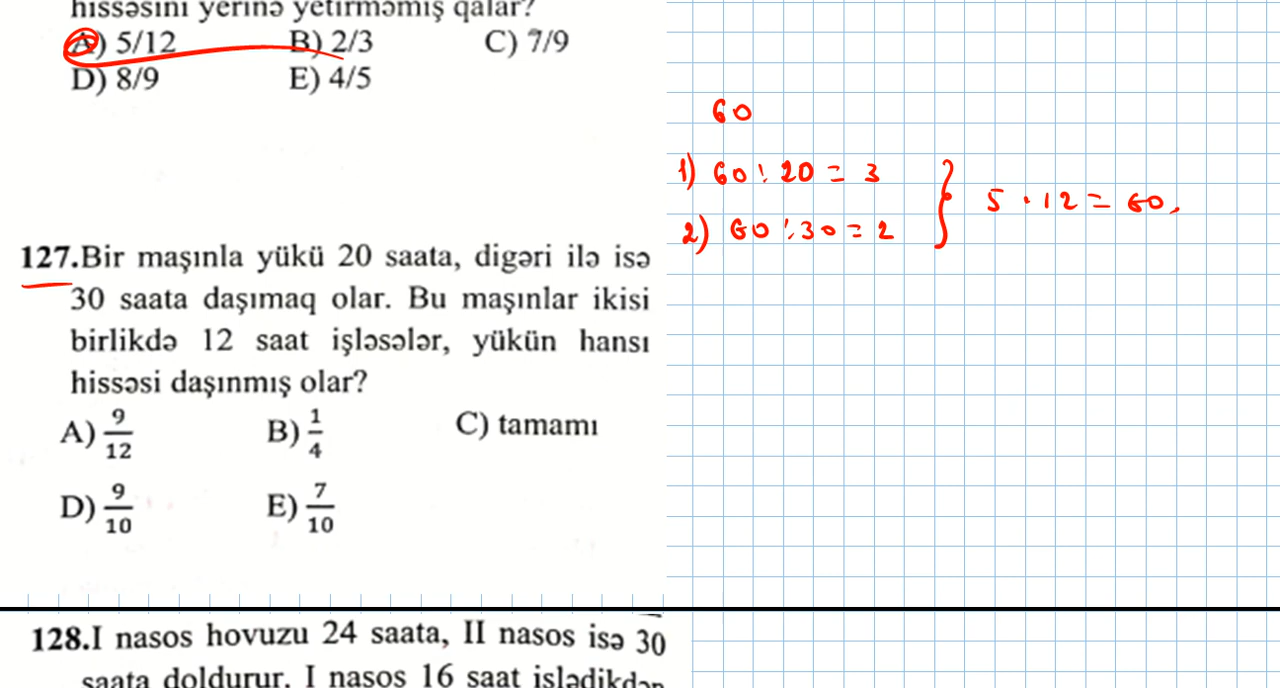 hissəsini yerinə yetirməmiş qalar?
A) 5/12 B) 2/3 C) 7/9
D) 8/9 E) 4/5
127.Bir maşınla yükü 20 saata, digəri ilə isə
30 saata daşımaq olar. Bu maşınlar ikisi
birlikdə 12 saat işləsələr, yükün hansı
hissəsi daşınmış olar?
A) 9/12 B) 1/4 C) tamamı
D) 9/10 E) 7/10
60
1) 60 : 20 = 3
2) 60 : 30 = 2
5 · 12 = 60,
128.I nasos hovuzu 24 saata, II nasos isə 30
saata doldurur. I nasos 16 saat işlədikdən